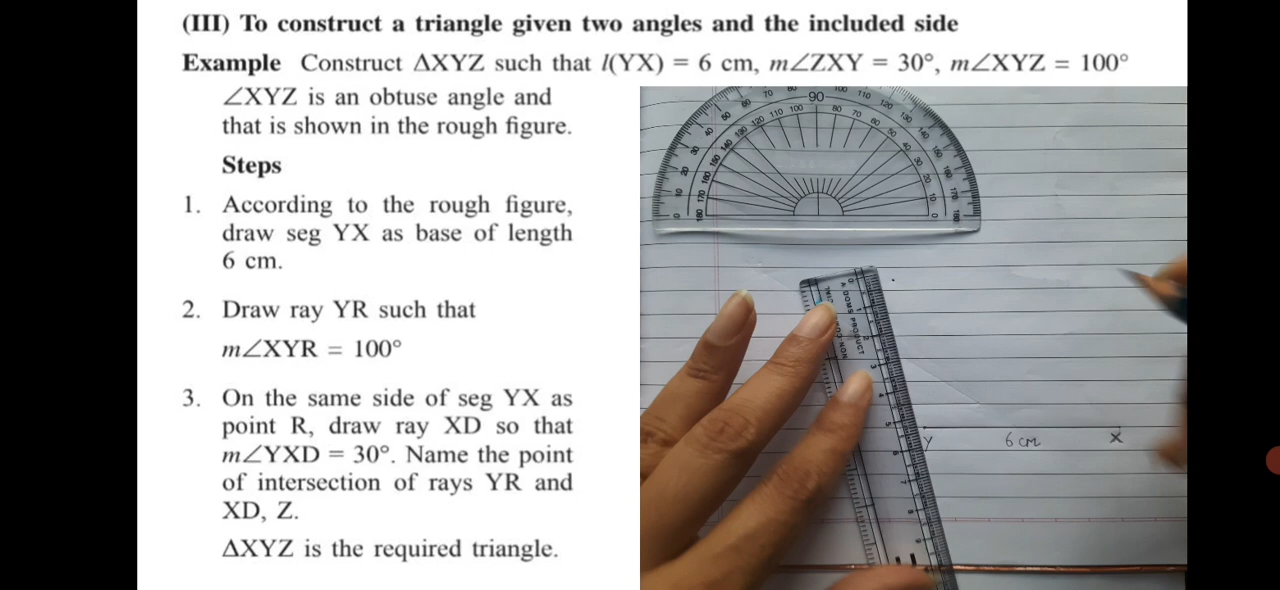 (III) To construct a triangle given two angles and the included side
Example Construct ΔXYZ such that l(YX) = 6 cm, m∠ZXY = 30°, m∠XYZ = 100°
∠XYZ is an obtuse angle and
that is shown in the rough figure.
Steps
1. According to the rough figure,
draw seg YX as base of length
6 cm.
2. Draw ray YR such that
m∠XYR = 100°
3. On the same side of seg YX as
point R, draw ray XD so that
m∠YXD = 30°. Name the point
of intersection of rays YR and
XD, Z.
ΔXYZ is the required triangle.
90
A DOMS PRODUCT
Y 6 cm X